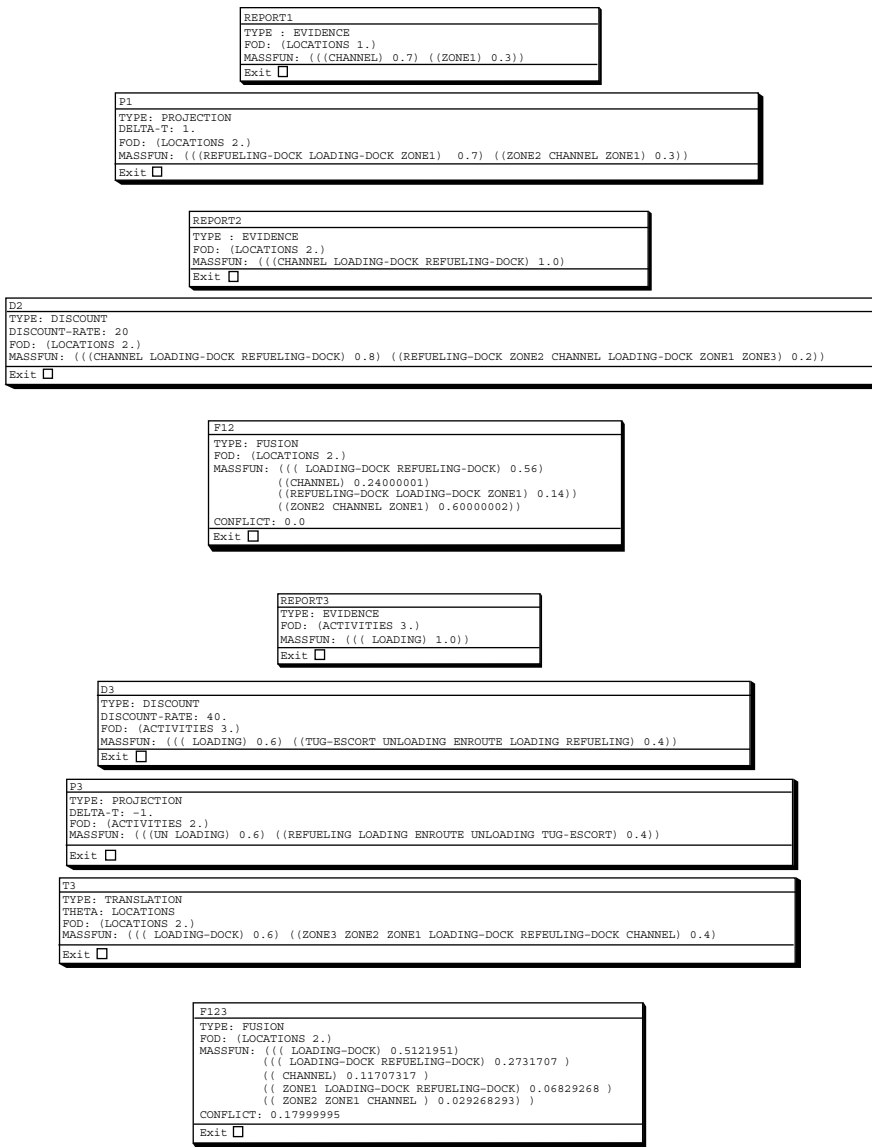 REPORT1
TYPE : EVIDENCE
FOD: (LOCATIONS 1.)
MASSFUN: (((CHANNEL) 0.7) ((ZONE1) 0.3))
Exit
P1
TYPE: PROJECTION
DELTA-T: 1.
FOD: (LOCATIONS 2.)
MASSFUN: (((REFUELING-DOCK LOADING-DOCK ZONE1) 0.7) ((ZONE2 CHANNEL ZONE1) 0.3))
Exit
REPORT2
TYPE : EVIDENCE
FOD: (LOCATIONS 2.)
MASSFUN: (((CHANNEL LOADING-DOCK REFUELING-DOCK) 1.0)
Exit
D2
TYPE: DISCOUNT
DISCOUNT-RATE: 20
FOD: (LOCATIONS 2.)
MASSFUN: (((CHANNEL LOADING-DOCK REFUELING-DOCK) 0.8) ((REFUELING-DOCK ZONE2 CHANNEL LOADING-DOCK ZONE1 ZONE3) 0.2))
Exit
F12
TYPE: FUSION
FOD: (LOCATIONS 2.)
MASSFUN: ((( LOADING-DOCK REFUELING-DOCK) 0.56)
((CHANNEL) 0.24000001)
((REFUELING-DOCK LOADING-DOCK ZONE1) 0.14))
((ZONE2 CHANNEL ZONE1) 0.60000002))
CONFLICT: 0.0
Exit
REPORT3
TYPE: EVIDENCE
FOD: (ACTIVITIES 3.)
MASSFUN: ((( LOADING) 1.0))
Exit
D3
TYPE: DISCOUNT
DISCOUNT-RATE: 40.
FOD: (ACTIVITIES 3.)
MASSFUN: ((( LOADING) 0.6) ((TUG-ESCORT UNLOADING ENROUTE LOADING REFUELING) 0.4))
Exit
P3
TYPE: PROJECTION
DELTA-T: -1.
FOD: (ACTIVITIES 2.)
MASSFUN: (((UN LOADING) 0.6) ((REFUELING LOADING ENROUTE UNLOADING TUG-ESCORT) 0.4))
Exit
T3
TYPE: TRANSLATION
THETA: LOCATIONS
FOD: (LOCATIONS 2.)
MASSFUN: ((( LOADING-DOCK) 0.6) ((ZONE3 ZONE2 ZONE1 LOADING-DOCK REFEULING-DOCK CHANNEL) 0.4)
Exit
F123
TYPE: FUSION
FOD: (LOCATIONS 2.)
MASSFUN: ((( LOADING-DOCK) 0.5121951)
((( LOADING-DOCK REFUELING-DOCK) 0.2731707 )
(( CHANNEL) 0.11707317 )
(( ZONE1 LOADING-DOCK REFUELING-DOCK) 0.06829268 )
(( ZONE2 ZONE1 CHANNEL ) 0.029268293) )
CONFLICT: 0.17999995
Exit